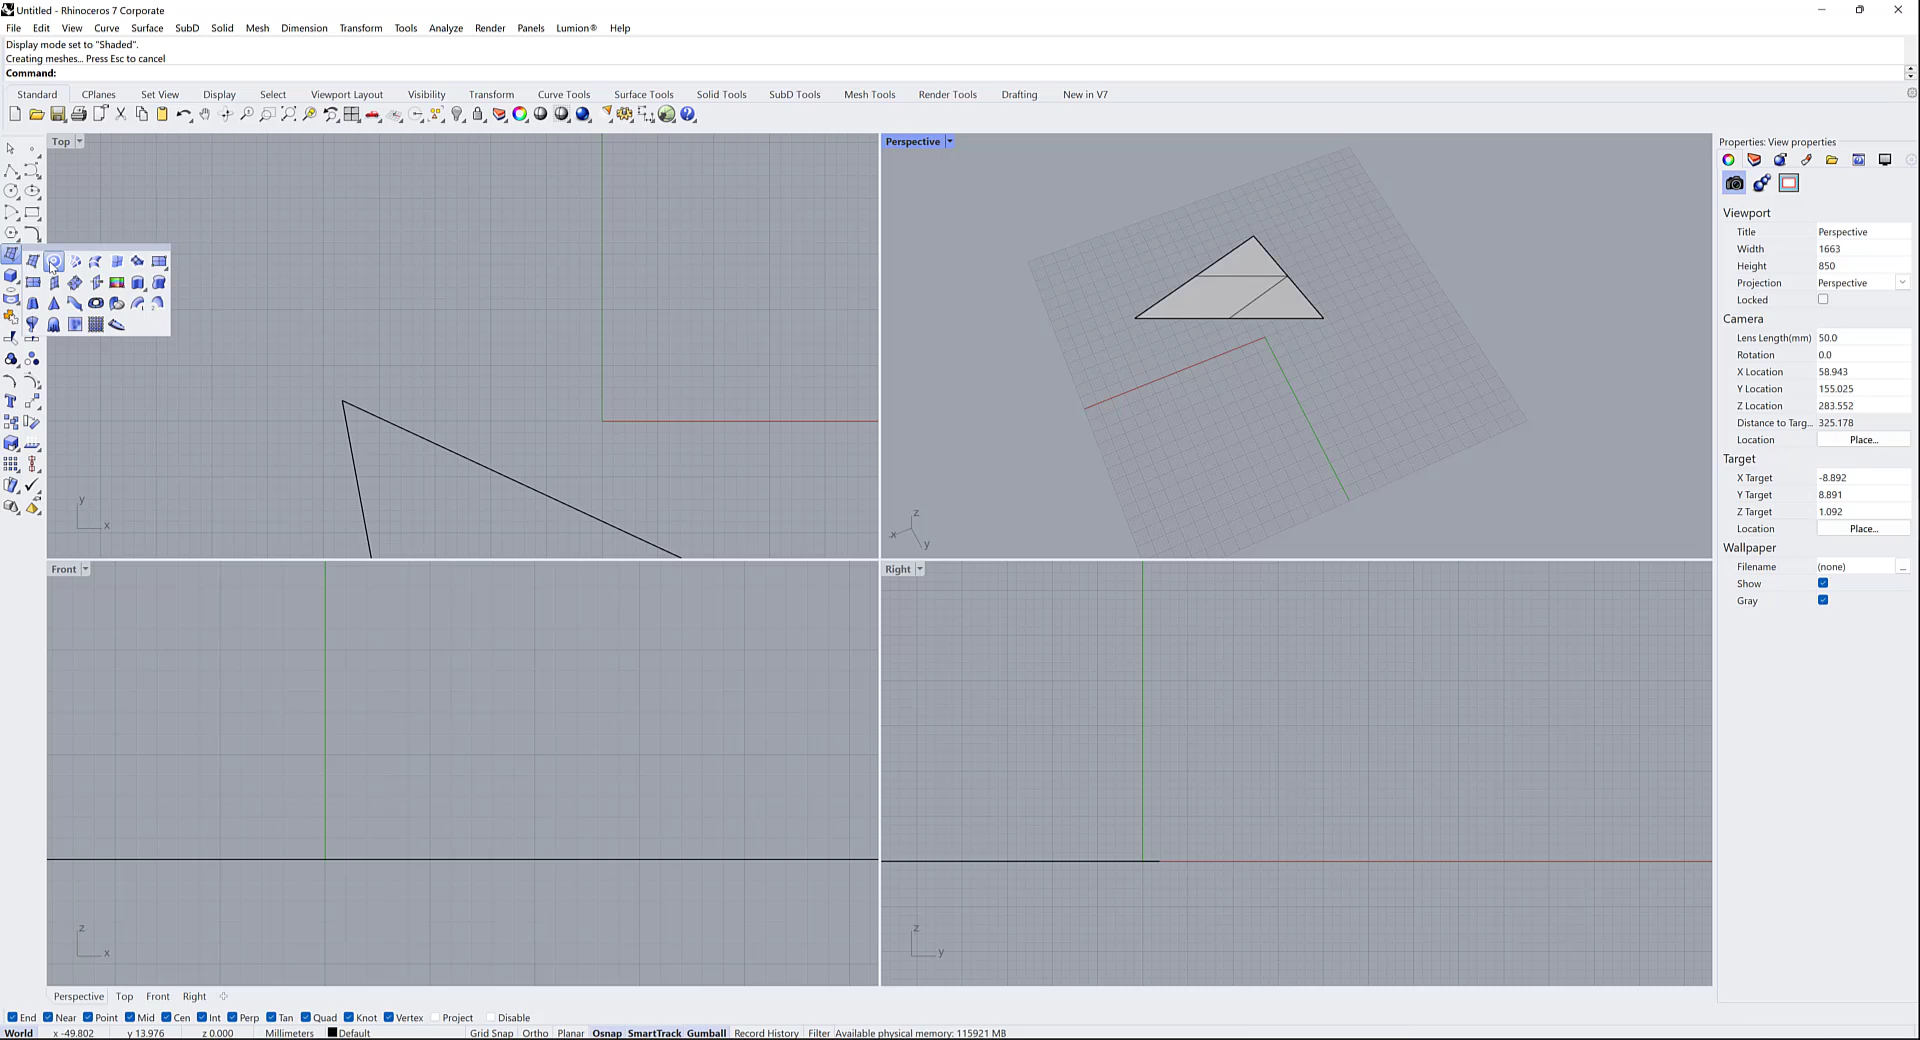 Untitled - Rhinoceros 7 Corporate
File Edit View Curve Surface SubD Solid Mesh Dimension Transform Tools Analyze Render Panels Lumion® Help
Display mode set to "Shaded".
Creating meshes... Press Esc to cancel
Command:
Standard CPlanes Set View Display Select Viewport Layout Visibility Transform Curve Tools Surface Tools Solid Tools SubD Tools Mesh Tools Render Tools Drafting New in V7
Top
Perspective
Properties: View properties
Viewport
Title Perspective
Width 1663
Height 850
Projection Perspective
Locked
Camera
Lens Length(mm) 50.0
Rotation 0.0
X Location 58.943
Y Location 155.025
Z Location 283.552
Distance to Targ... 325.178
Location Place...
Target
X Target -8.892
Y Target 8.891
Z Target 1.092
Location Place...
Wallpaper
Filename (none) ...
Show
Gray
y
x
z
x
y
Front
Right
z
x
z
y
Perspective Top Front Right
End Near Point Mid Cen Int Perp Tan Quad Knot Vertex Project Disable
World x -49.802 y 13.976 z 0.000 Millimeters Default Grid Snap Ortho Planar Osnap SmartTrack Gumball Record History Filter Available physical memory: 115921 MB